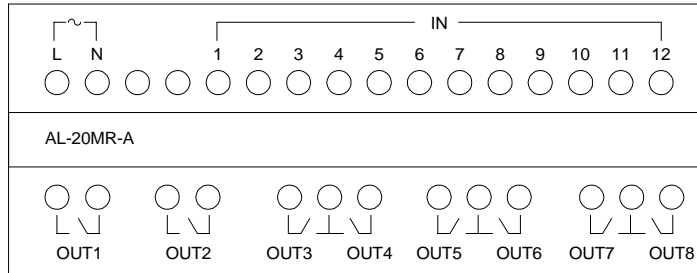 ~ IN
L N 1 2 3 4 5 6 7 8 9 10 11 12
AL-20MR-A
OUT1 OUT2 OUT3 OUT4 OUT5 OUT6 OUT7 OUT8